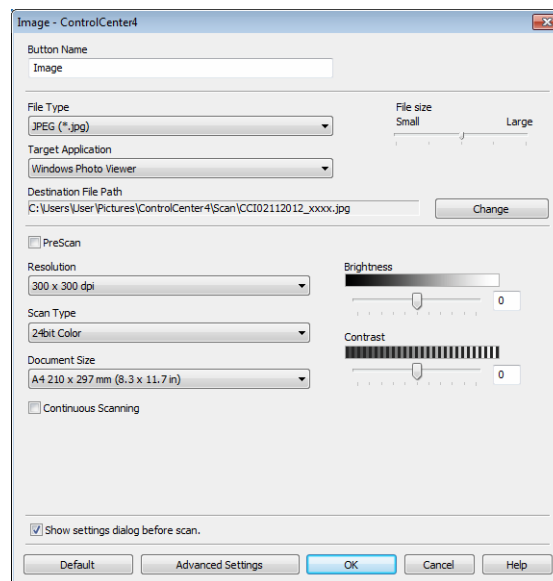 Image - ControlCenter4
Button Name
Image
File Type
JPEG (*.jpg)
File size
Small Large
Target Application
Windows Photo Viewer
Destination File Path
C:\Users\User\Pictures\ControlCenter4\Scan\CCI02112012_xxxx.jpg
Change
PreScan
Resolution
300 x 300 dpi
Brightness
0
Scan Type
24bit Color
Contrast
0
Document Size
A4 210 x 297 mm (8.3 x 11.7 in)
Continuous Scanning
Show settings dialog before scan.
Default Advanced Settings OK Cancel Help